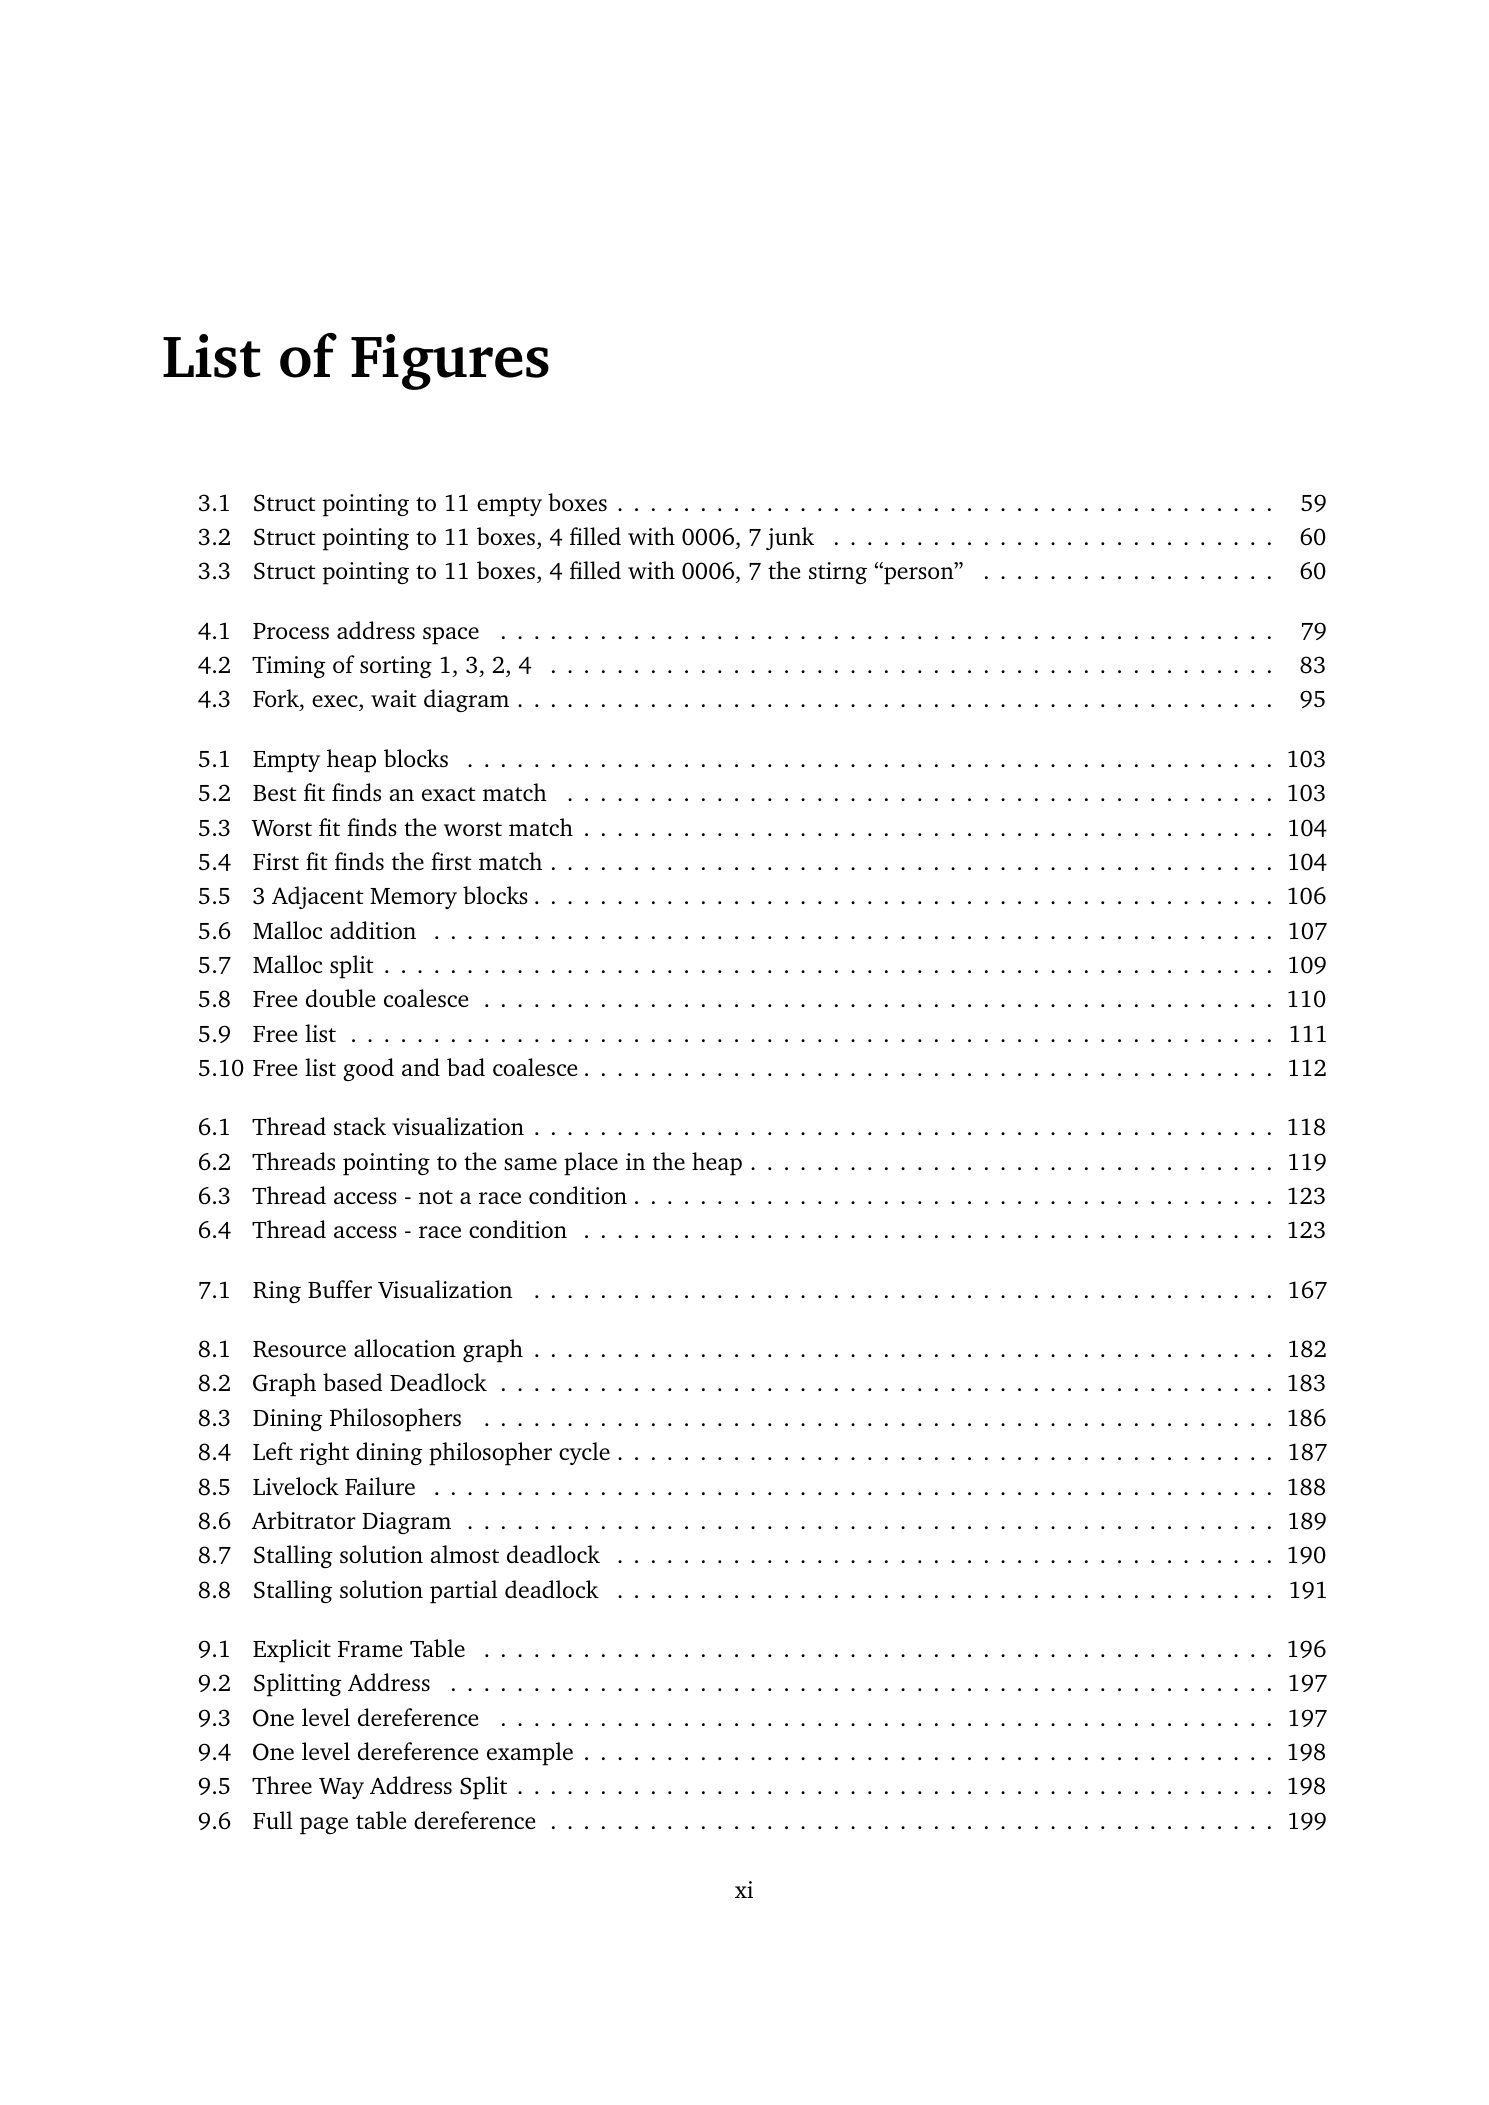 List of Figures
3.1 Struct pointing to 11 empty boxes . . . . . . . . . . . . . . . . . . . . . . . . . . . . . . . . . . . . . . . . 59
3.2 Struct pointing to 11 boxes, 4 filled with 0006, 7 junk . . . . . . . . . . . . . . . . . . . . . . . . . . . 60
3.3 Struct pointing to 11 boxes, 4 filled with 0006, 7 the stirng “person” . . . . . . . . . . . . . . . . . . 60
4.1 Process address space . . . . . . . . . . . . . . . . . . . . . . . . . . . . . . . . . . . . . . . . . . . . . . . 79
4.2 Timing of sorting 1, 3, 2, 4 . . . . . . . . . . . . . . . . . . . . . . . . . . . . . . . . . . . . . . . . . . . . 83
4.3 Fork, exec, wait diagram . . . . . . . . . . . . . . . . . . . . . . . . . . . . . . . . . . . . . . . . . . . . . . 95
5.1 Empty heap blocks . . . . . . . . . . . . . . . . . . . . . . . . . . . . . . . . . . . . . . . . . . . . . . . . . 103
5.2 Best fit finds an exact match . . . . . . . . . . . . . . . . . . . . . . . . . . . . . . . . . . . . . . . . . . . 103
5.3 Worst fit finds the worst match . . . . . . . . . . . . . . . . . . . . . . . . . . . . . . . . . . . . . . . . . . 104
5.4 First fit finds the first match . . . . . . . . . . . . . . . . . . . . . . . . . . . . . . . . . . . . . . . . . . . . 104
5.5 3 Adjacent Memory blocks . . . . . . . . . . . . . . . . . . . . . . . . . . . . . . . . . . . . . . . . . . . . . 106
5.6 Malloc addition . . . . . . . . . . . . . . . . . . . . . . . . . . . . . . . . . . . . . . . . . . . . . . . . . . . 107
5.7 Malloc split . . . . . . . . . . . . . . . . . . . . . . . . . . . . . . . . . . . . . . . . . . . . . . . . . . . . . . 109
5.8 Free double coalesce . . . . . . . . . . . . . . . . . . . . . . . . . . . . . . . . . . . . . . . . . . . . . . . . 110
5.9 Free list . . . . . . . . . . . . . . . . . . . . . . . . . . . . . . . . . . . . . . . . . . . . . . . . . . . . . . . . 111
5.10 Free list good and bad coalesce . . . . . . . . . . . . . . . . . . . . . . . . . . . . . . . . . . . . . . . . . . 112
6.1 Thread stack visualization . . . . . . . . . . . . . . . . . . . . . . . . . . . . . . . . . . . . . . . . . . . . . 118
6.2 Threads pointing to the same place in the heap . . . . . . . . . . . . . . . . . . . . . . . . . . . . . . . . 119
6.3 Thread access - not a race condition . . . . . . . . . . . . . . . . . . . . . . . . . . . . . . . . . . . . . . . 123
6.4 Thread access - race condition . . . . . . . . . . . . . . . . . . . . . . . . . . . . . . . . . . . . . . . . . . 123
7.1 Ring Buffer Visualization . . . . . . . . . . . . . . . . . . . . . . . . . . . . . . . . . . . . . . . . . . . . . 167
8.1 Resource allocation graph . . . . . . . . . . . . . . . . . . . . . . . . . . . . . . . . . . . . . . . . . . . . . 182
8.2 Graph based Deadlock . . . . . . . . . . . . . . . . . . . . . . . . . . . . . . . . . . . . . . . . . . . . . . . 183
8.3 Dining Philosophers . . . . . . . . . . . . . . . . . . . . . . . . . . . . . . . . . . . . . . . . . . . . . . . . 186
8.4 Left right dining philosopher cycle . . . . . . . . . . . . . . . . . . . . . . . . . . . . . . . . . . . . . . . . 187
8.5 Livelock Failure . . . . . . . . . . . . . . . . . . . . . . . . . . . . . . . . . . . . . . . . . . . . . . . . . . . 188
8.6 Arbitrator Diagram . . . . . . . . . . . . . . . . . . . . . . . . . . . . . . . . . . . . . . . . . . . . . . . . . 189
8.7 Stalling solution almost deadlock . . . . . . . . . . . . . . . . . . . . . . . . . . . . . . . . . . . . . . . . 190
8.8 Stalling solution partial deadlock . . . . . . . . . . . . . . . . . . . . . . . . . . . . . . . . . . . . . . . . 191
9.1 Explicit Frame Table . . . . . . . . . . . . . . . . . . . . . . . . . . . . . . . . . . . . . . . . . . . . . . . . 196
9.2 Splitting Address . . . . . . . . . . . . . . . . . . . . . . . . . . . . . . . . . . . . . . . . . . . . . . . . . . 197
9.3 One level dereference . . . . . . . . . . . . . . . . . . . . . . . . . . . . . . . . . . . . . . . . . . . . . . . 197
9.4 One level dereference example . . . . . . . . . . . . . . . . . . . . . . . . . . . . . . . . . . . . . . . . . . 198
9.5 Three Way Address Split . . . . . . . . . . . . . . . . . . . . . . . . . . . . . . . . . . . . . . . . . . . . . . 198
9.6 Full page table dereference . . . . . . . . . . . . . . . . . . . . . . . . . . . . . . . . . . . . . . . . . . . . 199
xi